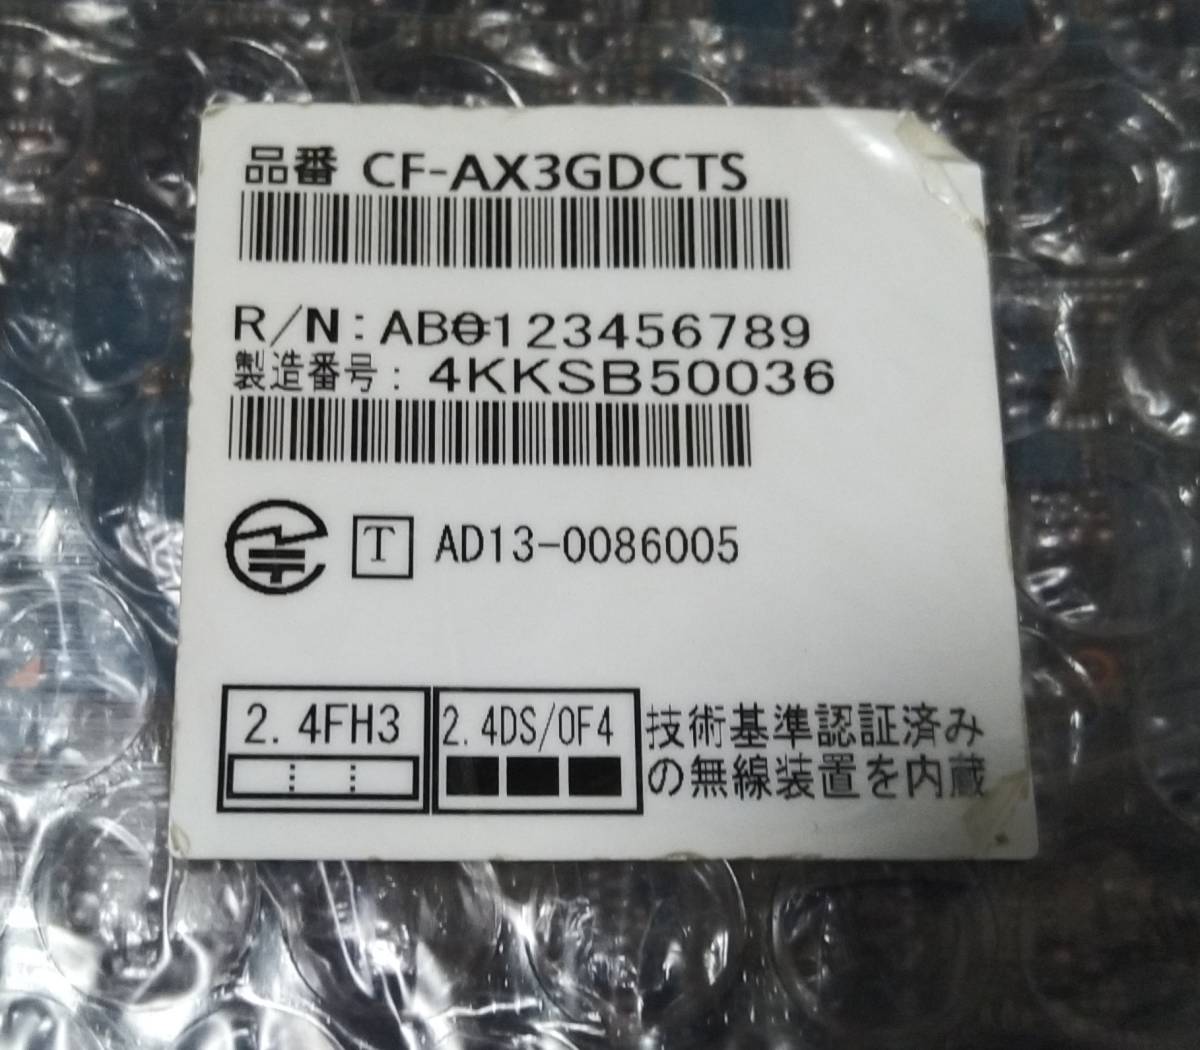 品番 CF-AX3GDCTS
R/N: AB0123456789
製造番号: 4KKSB50036
T AD13-0086005
2.4FH3 2.4DS/OF4 技術基準認証済み
の無線装置を内蔵